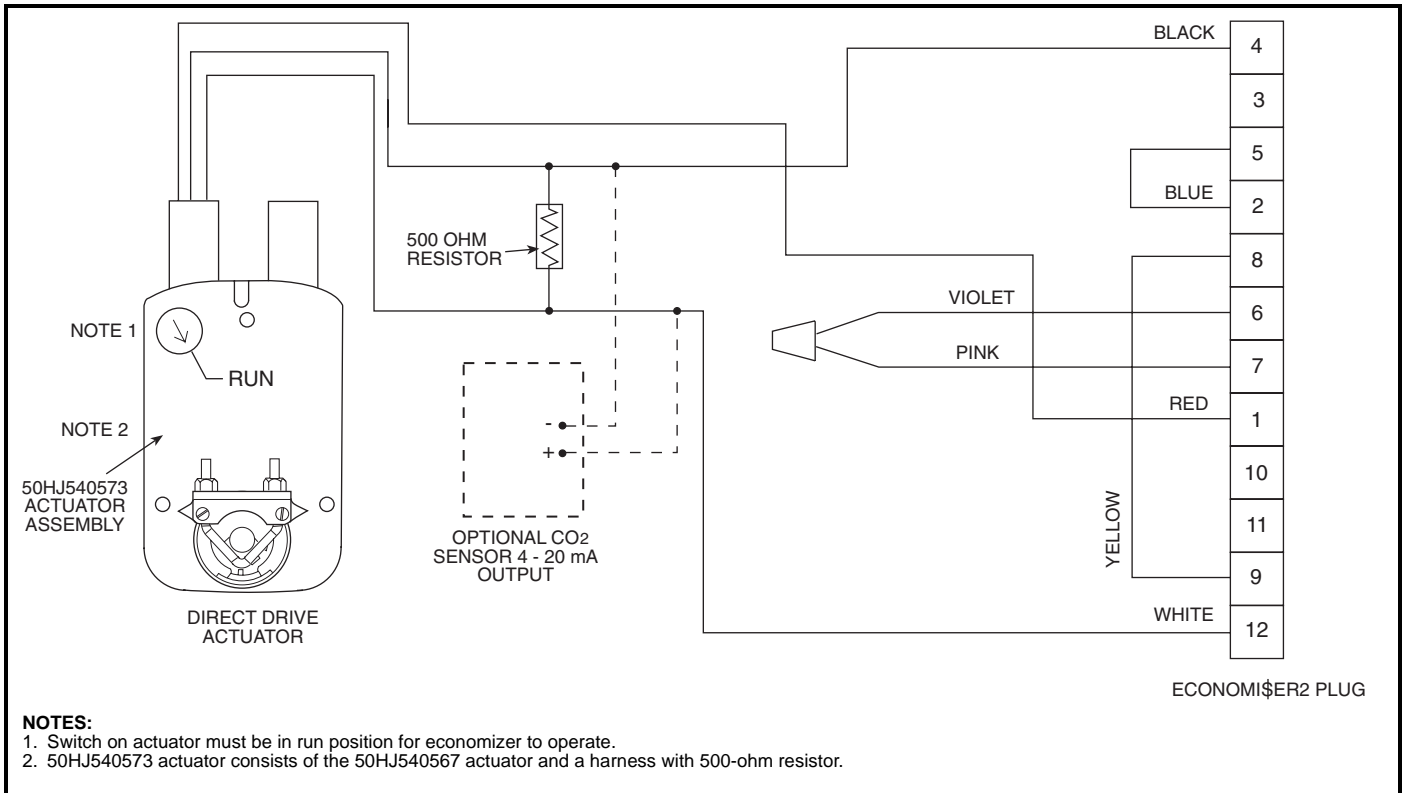 BLACK
4
3
5
BLUE
2
8
500 OHM
RESISTOR
VIOLET
6
NOTE 1
RUN
PINK
7
RED
1
NOTE 2
-
+
10
50HJ540573
ACTUATOR
ASSEMBLY
YELLOW
11
OPTIONAL CO2
SENSOR 4 - 20 mA
OUTPUT
9
DIRECT DRIVE
ACTUATOR
WHITE
12
ECONOMI$ER2 PLUG
NOTES:
1. Switch on actuator must be in run position for economizer to operate.
2. 50HJ540573 actuator consists of the 50HJ540567 actuator and a harness with 500-ohm resistor.